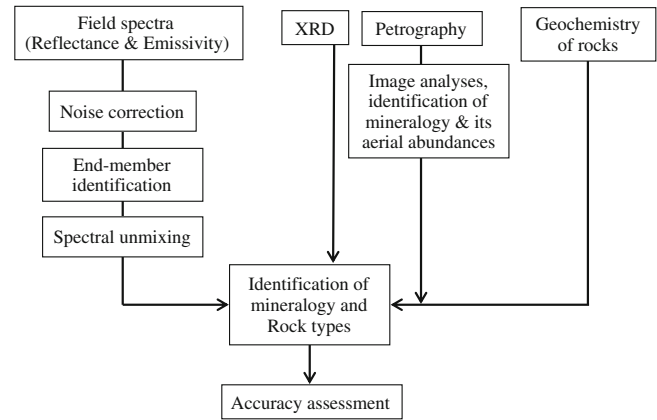 Field spectra
(Reflectance & Emissivity)
XRD
Petrography
Geochemistry
of rocks
Image analyses,
identification of
mineralogy & its
aerial abundances
Noise correction
End-member
identification
Spectral unmixing
Identification of
mineralogy and
Rock types
Accuracy assessment